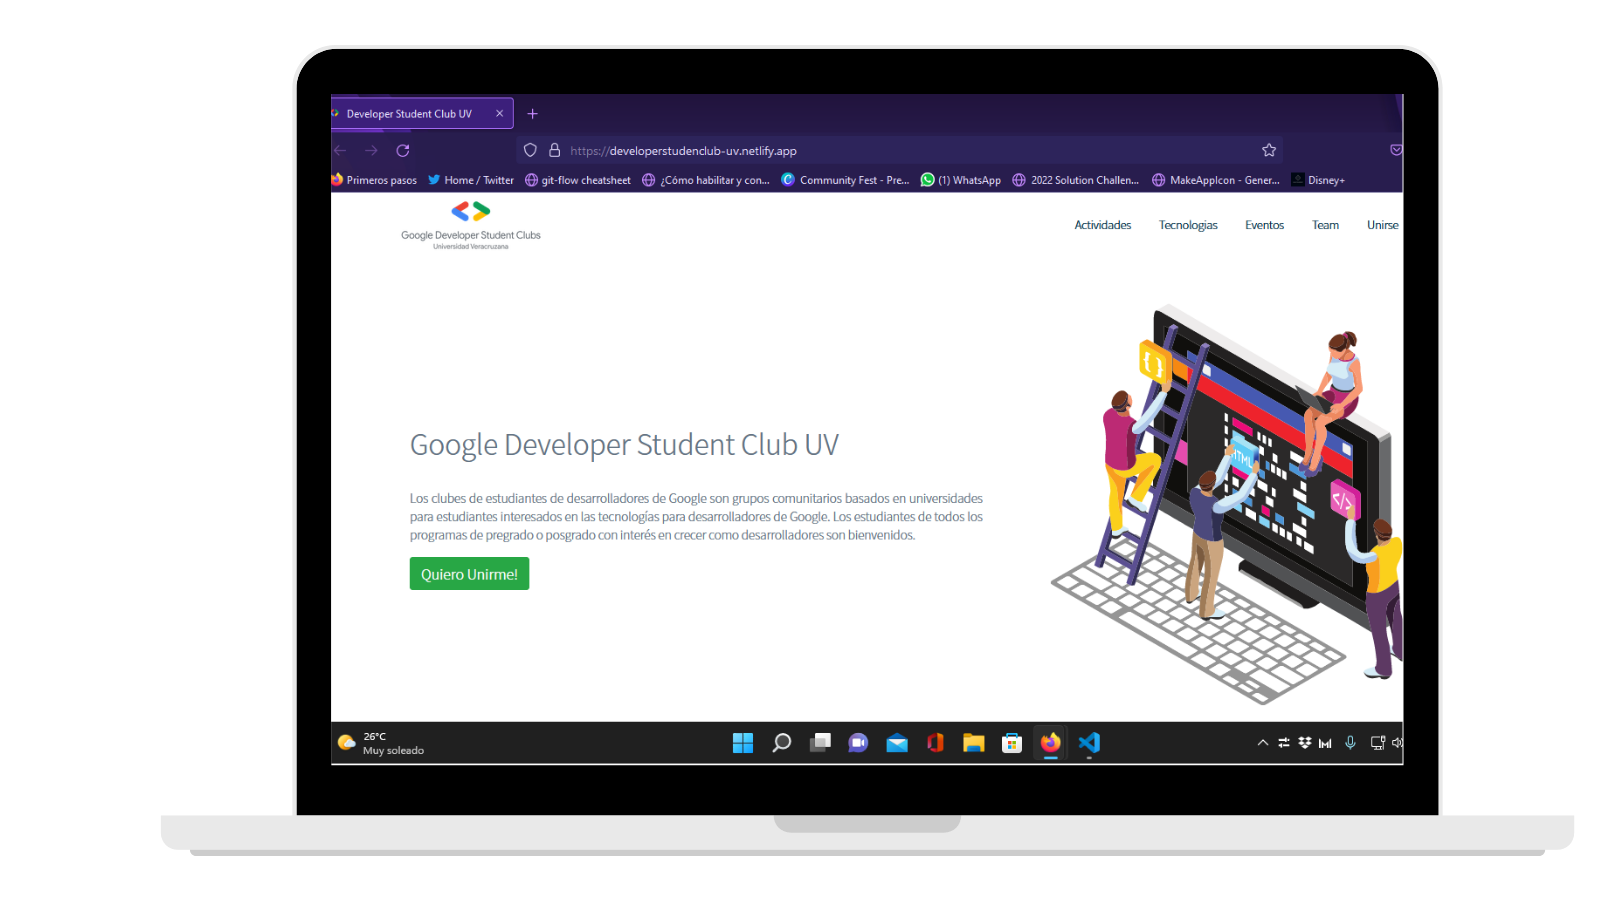 Developer Student Club UV
https://developerstudenclub-uv.netlify.app
Primeros pasos
Home / Twitter
git-flow cheatsheet
¿Cómo habilitar y con...
Community Fest - Pre...
(1) WhatsApp
2022 Solution Challen...
MakeAppIcon - Gener...
Disney+
Google Developer Student Clubs
Universidad Veracruzana
Actividades
Tecnologias
Eventos
Team
Unirse
{ }
HTML
</>
Google Developer Student Club UV
Los clubes de estudiantes de desarrolladores de Google son grupos comunitarios basados en universidades
para estudiantes interesados en las tecnologías para desarrolladores de Google. Los estudiantes de todos los
programas de pregrado o posgrado con interés en crecer como desarrolladores son bienvenidos.
Quiero Unirme!
26°C
Muy soleado